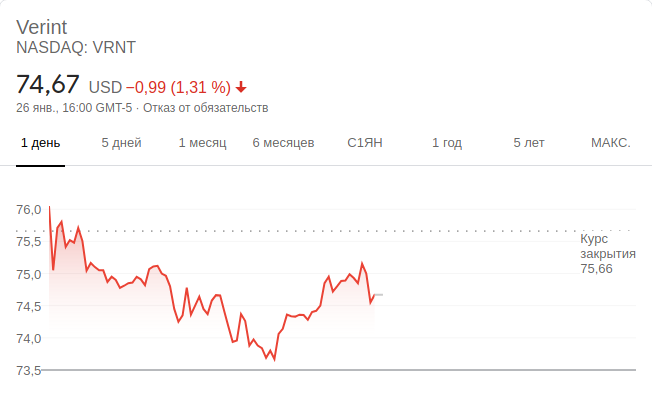 Verint
NASDAQ: VRNT
74,67 USD −0,99 (1,31 %)
26 янв., 16:00 GMT-5 · Отказ от обязательств
1 день 5 дней 1 месяц 6 месяцев С1ЯН 1 год 5 лет МАКС.
76,0
75,5
75,0
74,5
74,0
73,5
Курс
закрытия
75.66